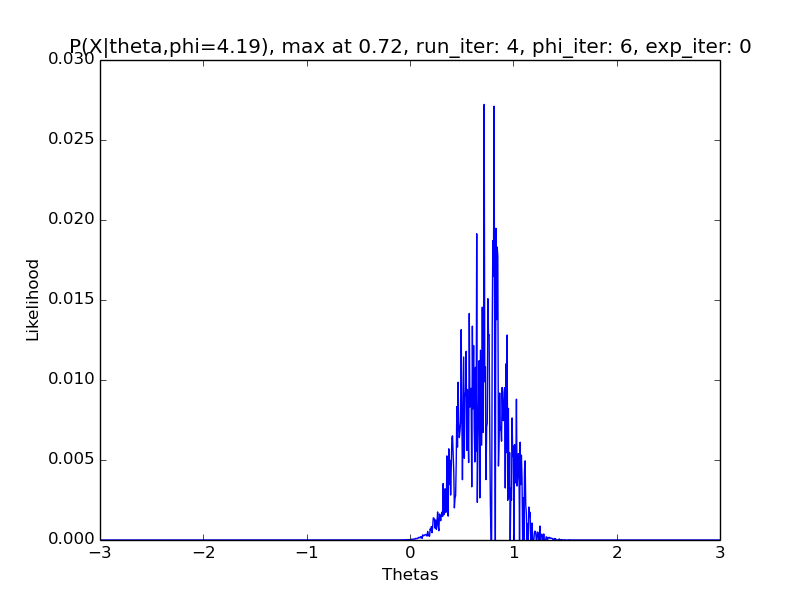 P(X|theta,phi=4.19), max at 0.72, run_iter: 4, phi_iter: 6, exp_iter: 0
0.030
0.025
0.020
0.015
0.010
0.005
0.000
Likelihood
−3 −2 −1 0 1 2 3
Thetas